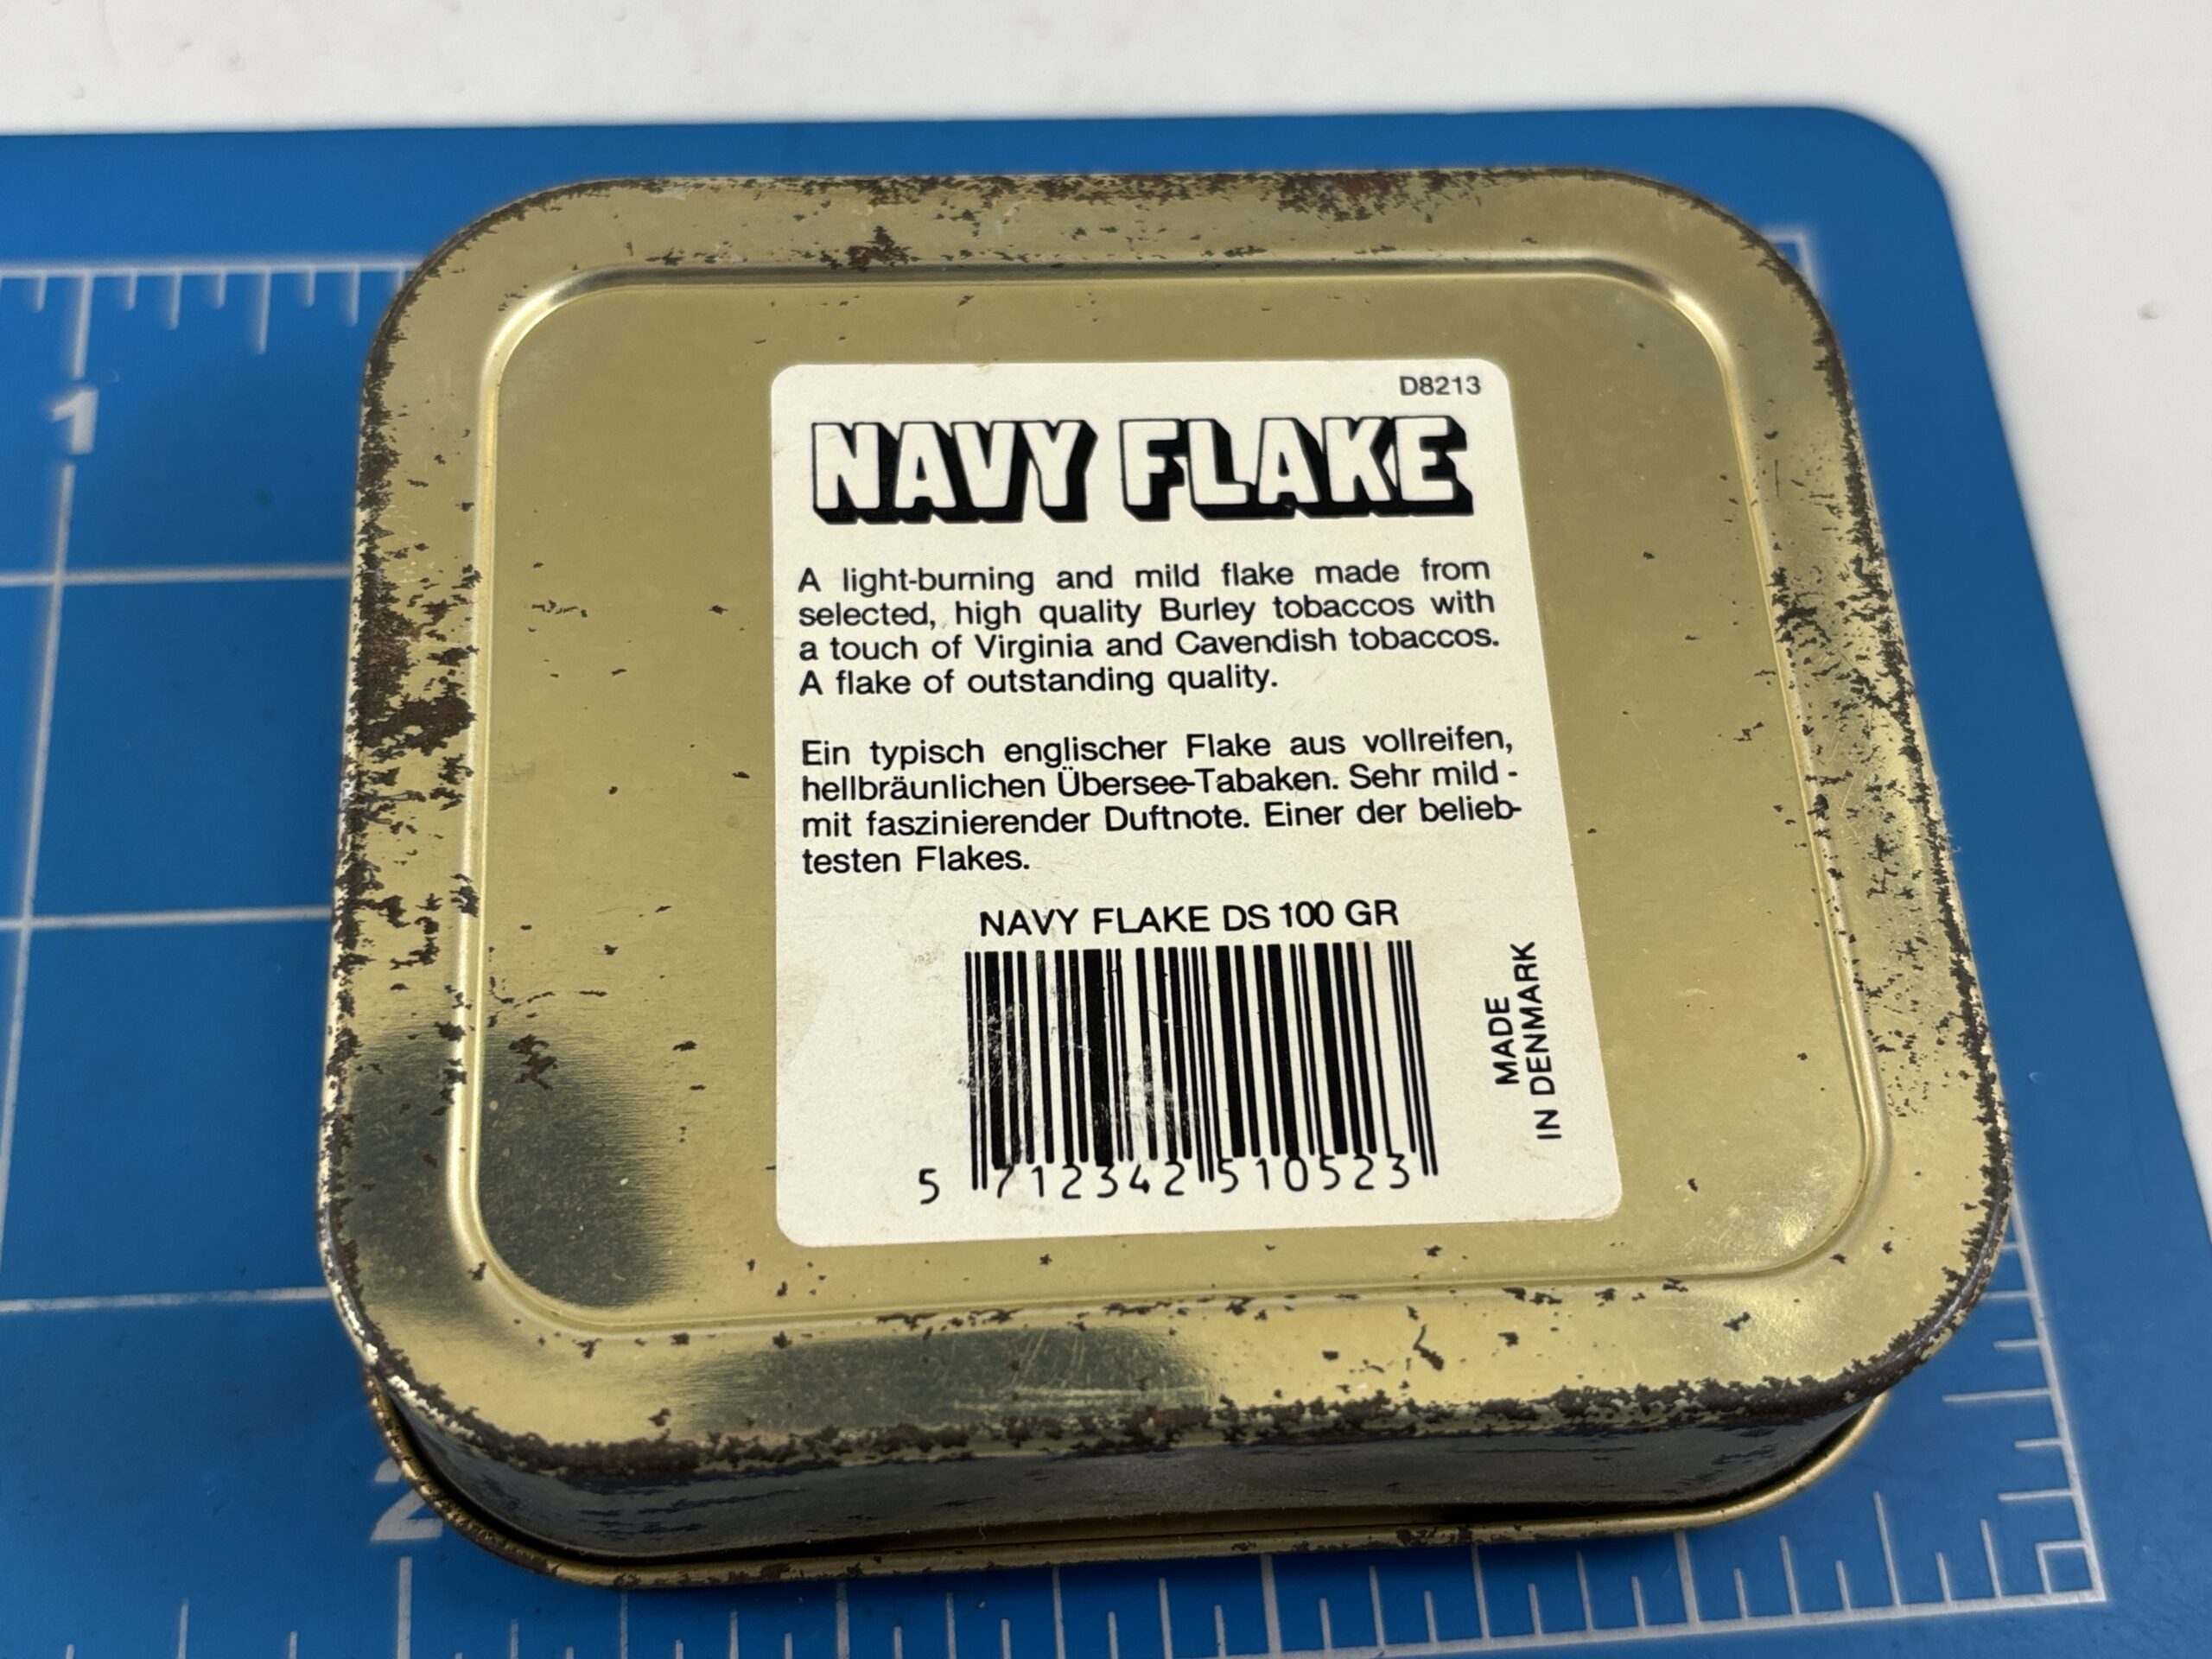 D8213
NAVY FLAKE
A light-burning and mild flake made from
selected, high quality Burley tobaccos with
a touch of Virginia and Cavendish tobaccos.
A flake of outstanding quality.
Ein typisch englischer Flake aus vollreifen,
hellbräunlichen Übersee-Tabaken. Sehr mild -
mit faszinierender Duftnote. Einer der belieb-
testen Flakes.
NAVY FLAKE DS 100 GR
5 712342 510523
MADE
IN DENMARK
1
2